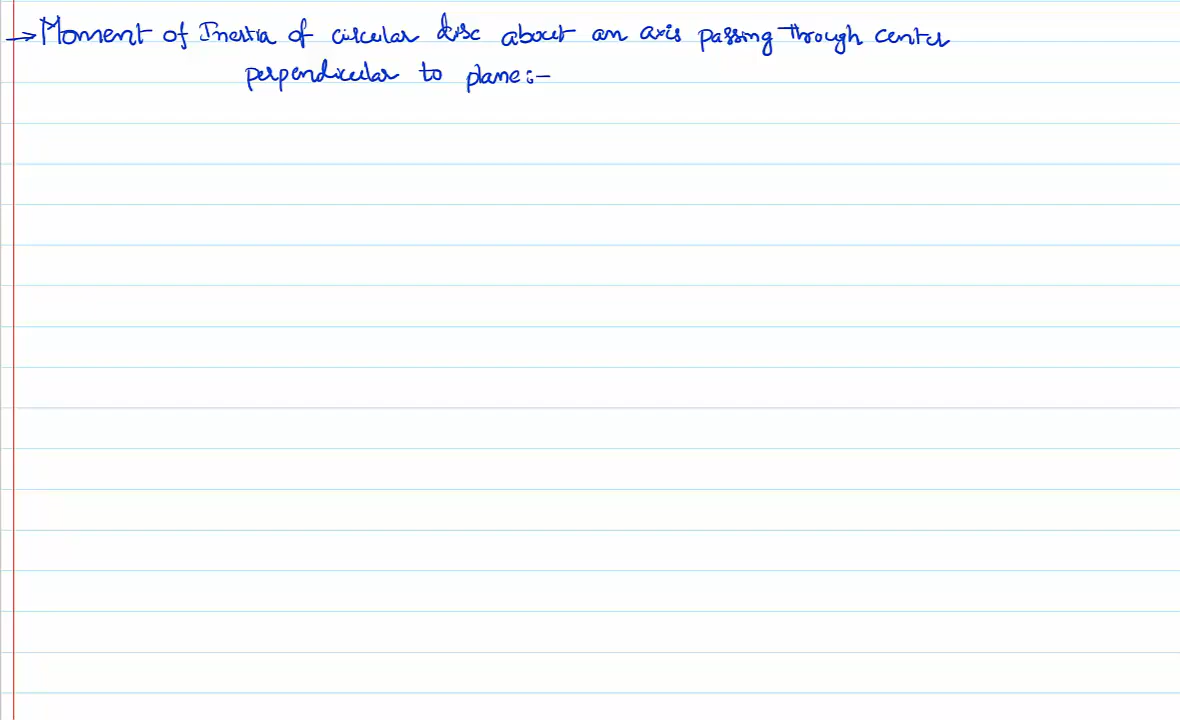 →Moment of Inertia of circular disc about an axis passing through center
perpendicular to plane:-